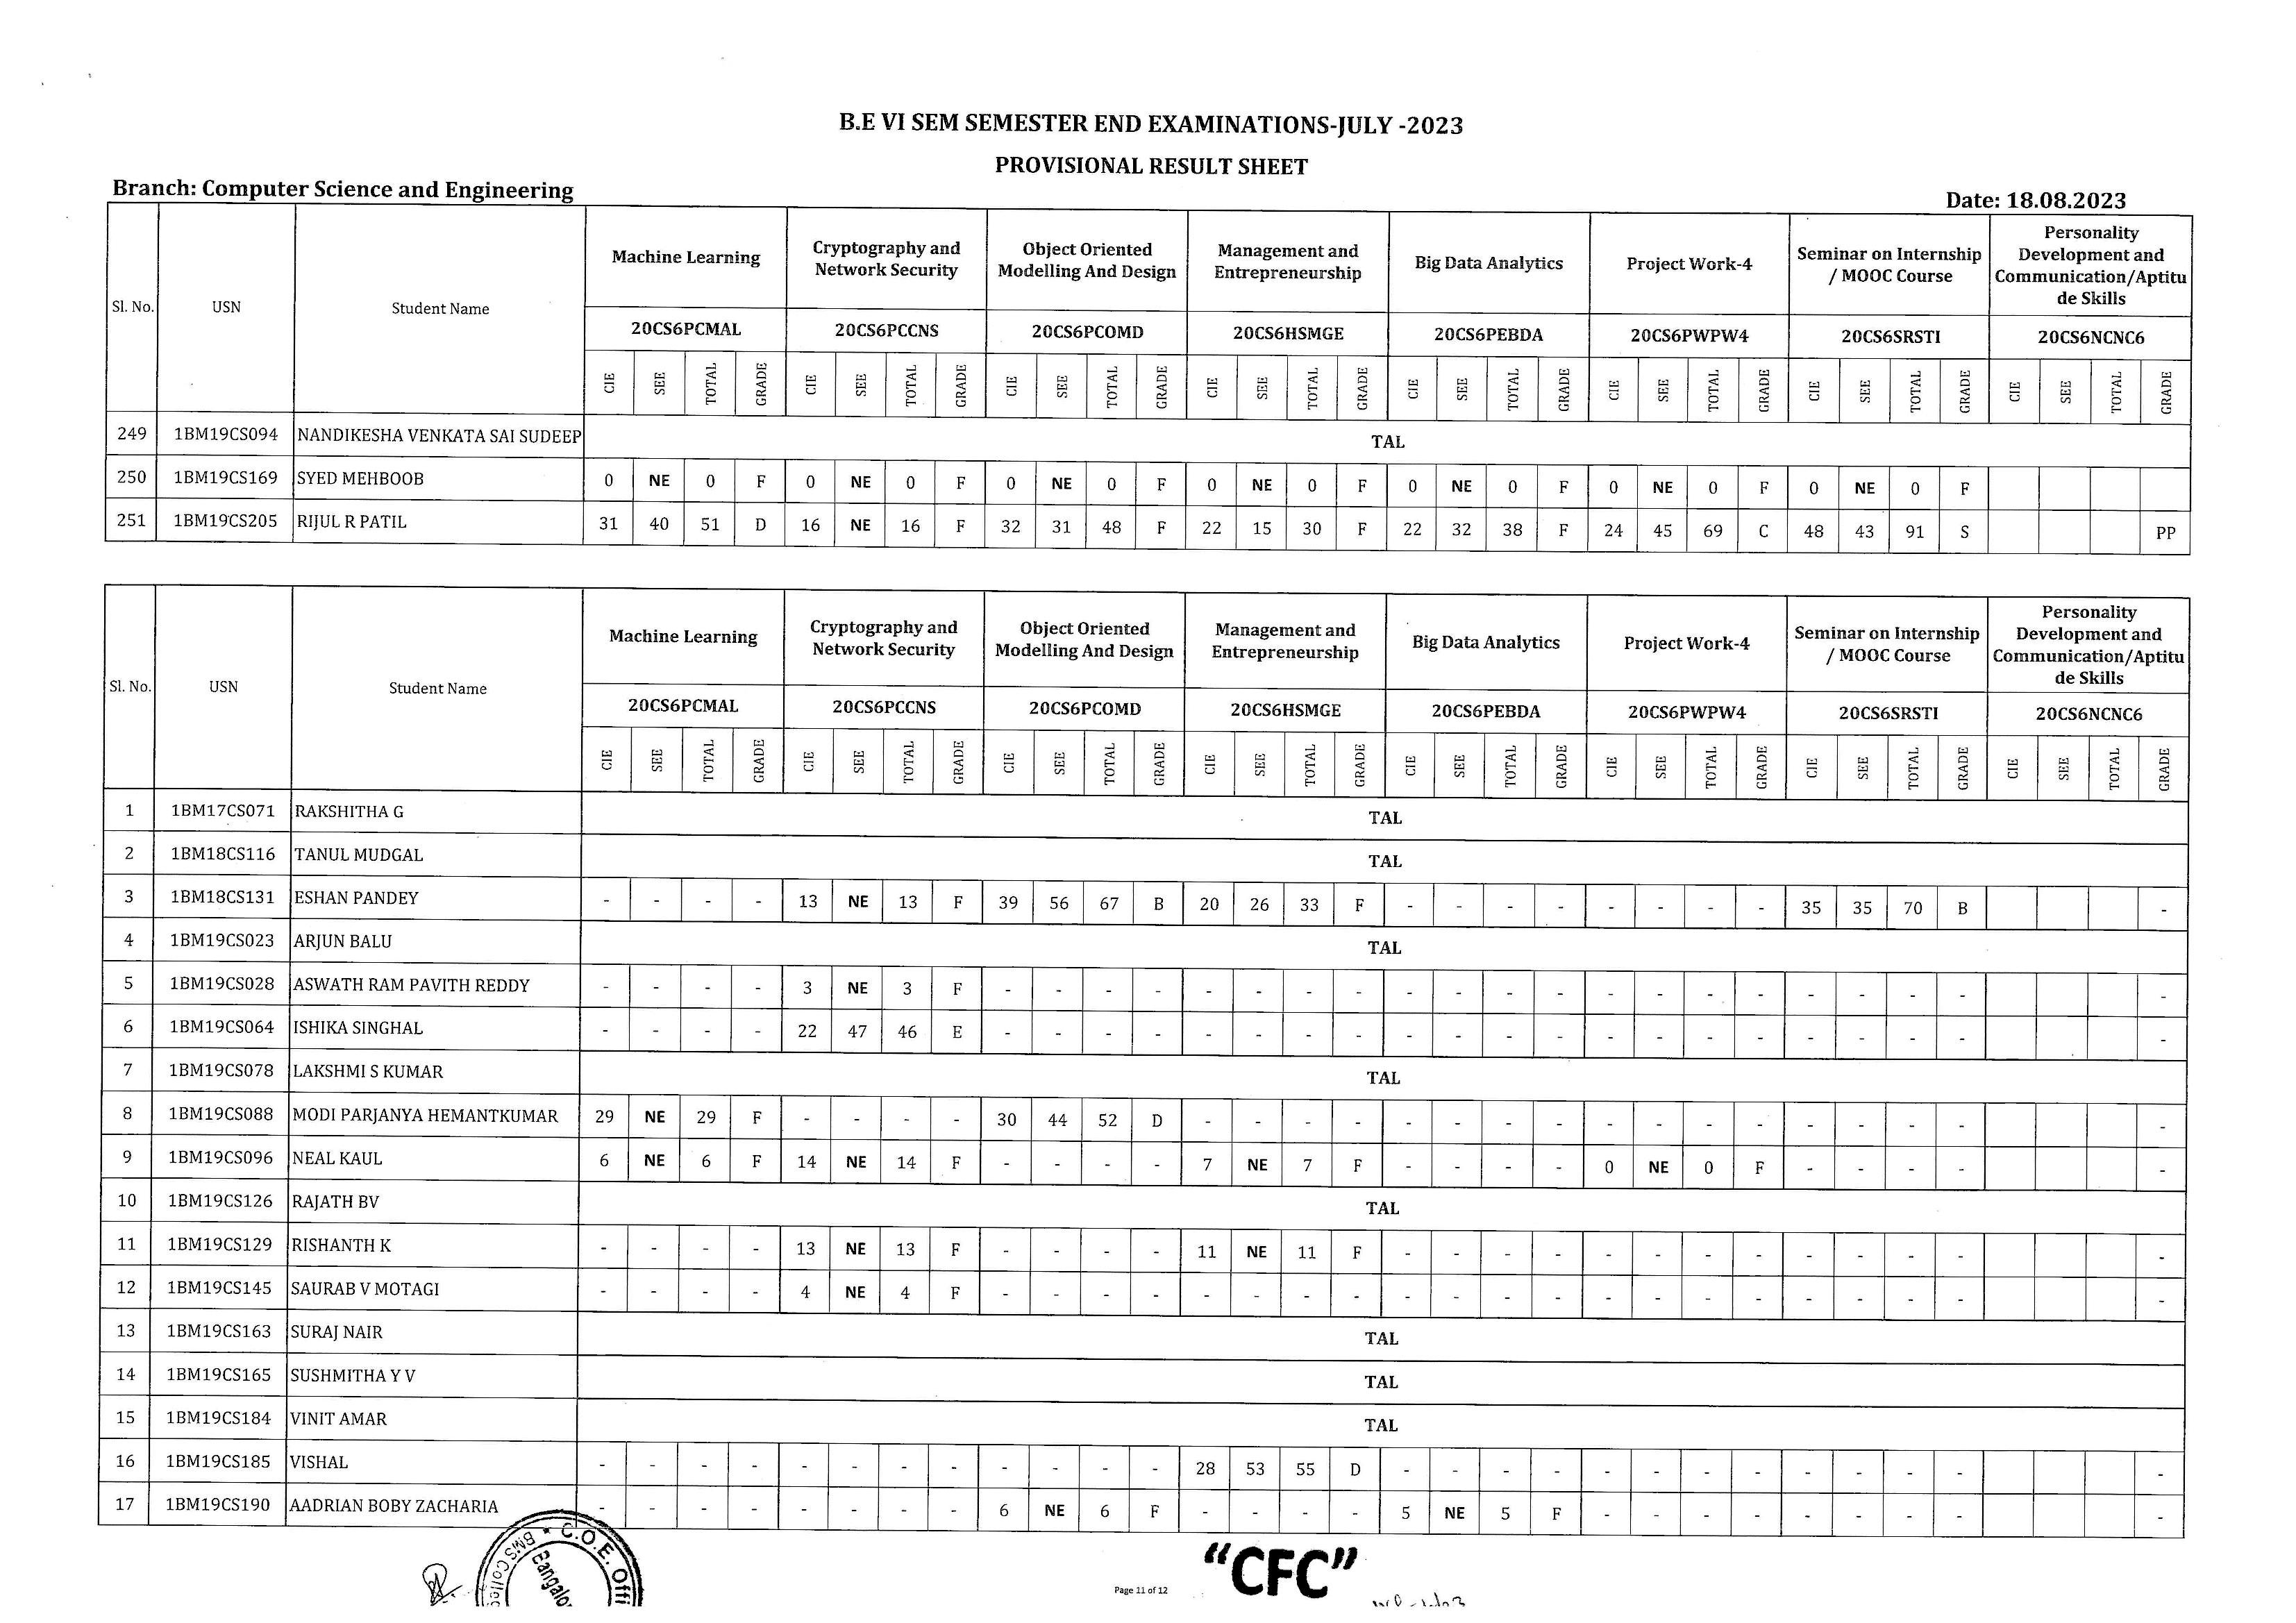 B.E VI SEM SEMESTER END EXAMINATIONS-JULY -2023
PROVISIONAL RESULT SHEET
Branch: Computer Science and Engineering
Date: 18.08.2023
Sl. No. USN Student Name Machine Learning Cryptography and Network Security Object Oriented Modelling And Design Management and Entrepreneurship Big Data Analytics Project Work-4 Seminar on Internship / MOOC Course Personality Development and Communication/Aptitu de Skills
20CS6PCMAL 20CS6PCCNS 20CS6PCOMD 20CS6HSMGE 20CS6PEBDA 20CS6PWPW4 20CS6SRSTI 20CS6NCNC6
CIE SEE TOTAL GRADE CIE SEE TOTAL GRADE CIE SEE TOTAL GRADE CIE SEE TOTAL GRADE CIE SEE TOTAL GRADE CIE SEE TOTAL GRADE CIE SEE TOTAL GRADE CIE SEE TOTAL GRADE
249 1BM19CS094 NANDIKESHA VENKATA SAI SUDEEP TAL
250 1BM19CS169 SYED MEHBOOB 0 NE 0 F 0 NE 0 F 0 NE 0 F 0 NE 0 F 0 NE 0 F 0 NE 0 F 0 NE 0 F
251 1BM19CS205 RIJUL R PATIL 31 40 51 D 16 NE 16 F 32 31 48 F 22 15 30 F 22 32 38 F 24 45 69 C 48 43 91 S PP
Sl. No. USN Student Name Machine Learning Cryptography and Network Security Object Oriented Modelling And Design Management and Entrepreneurship Big Data Analytics Project Work-4 Seminar on Internship / MOOC Course Personality Development and Communication/Aptitu de Skills
20CS6PCMAL 20CS6PCCNS 20CS6PCOMD 20CS6HSMGE 20CS6PEBDA 20CS6PWPW4 20CS6SRSTI 20CS6NCNC6
CIE SEE TOTAL GRADE CIE SEE TOTAL GRADE CIE SEE TOTAL GRADE CIE SEE TOTAL GRADE CIE SEE TOTAL GRADE CIE SEE TOTAL GRADE CIE SEE TOTAL GRADE CIE SEE TOTAL GRADE
1 1BM17CS071 RAKSHITHA G TAL
2 1BM18CS116 TANUL MUDGAL TAL
3 1BM18CS131 ESHAN PANDEY - - - - 13 NE 13 F 39 56 67 B 20 26 33 F - - - - - - - - 35 35 70 B -
4 1BM19CS023 ARJUN BALU TAL
5 1BM19CS028 ASWATH RAM PAVITH REDDY - - - - 3 NE 3 F - - - - - - - - - - - - - - - - - - - - -
6 1BM19CS064 ISHIKA SINGHAL - - - - 22 47 46 E - - - - - - - - - - - - - - - - - - - - -
7 1BM19CS078 LAKSHMI S KUMAR TAL
8 1BM19CS088 MODI PARJANYA HEMANTKUMAR 29 NE 29 F - - - - 30 44 52 D - - - - - - - - - - - - - - - - -
9 1BM19CS096 NEAL KAUL 6 NE 6 F 14 NE 14 F - - - - 7 NE 7 F - - - - 0 NE 0 F - - - - -
10 1BM19CS126 RAJATH BV TAL
11 1BM19CS129 RISHANTH K - - - - 13 NE 13 F - - - - 11 NE 11 F - - - - - - - - - - - - -
12 1BM19CS145 SAURAB V MOTAGI - - - - 4 NE 4 F - - - - - - - - - - - - - - - - - - - - -
13 1BM19CS163 SURAJ NAIR TAL
14 1BM19CS165 SUSHMITHA Y V TAL
15 1BM19CS184 VINIT AMAR TAL
16 1BM19CS185 VISHAL - - - - - - - - - - - - 28 53 55 D - - - - - - - - - - - - -
17 1BM19CS190 AADRIAN BOBY ZACHARIA - - - - - - - - 6 NE 6 F - - - - 5 NE 5 F - - - - - - - - -
C.O.E. Offi
BMS Colle
Bangalo
Page 11 of 12
"CFC"